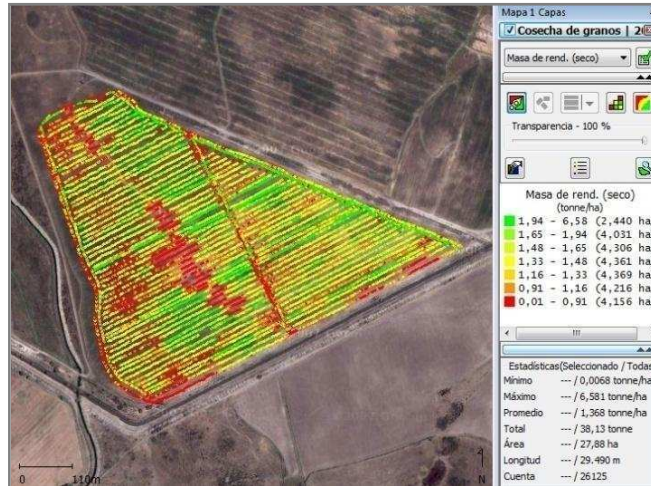 Mapa 1 Capas
Cosecha de granos | 20
Masa de rend. (seco)
Transparencia - 100 %
Masa de rend. (seco)
(tonne/ha)
1,94 - 6,58 (2,440 ha
1,65 - 1,94 (4,031 ha
1,48 - 1,65 (4,306 ha
1,33 - 1,48 (4,361 ha
1,16 - 1,33 (4,369 ha
0,91 - 1,16 (4,216 ha
0,01 - 0,91 (4,156 ha
Estadísticas(Seleccionado / Todas
Mínimo --- / 0,0068 tonne/ha
Máximo --- / 6,581 tonne/ha
Promedio --- / 1,368 tonne/ha
Total --- / 38,13 tonne
Área --- / 27,88 ha
Longitud --- / 29.490 m
Cuenta --- / 26125
0 110m
N